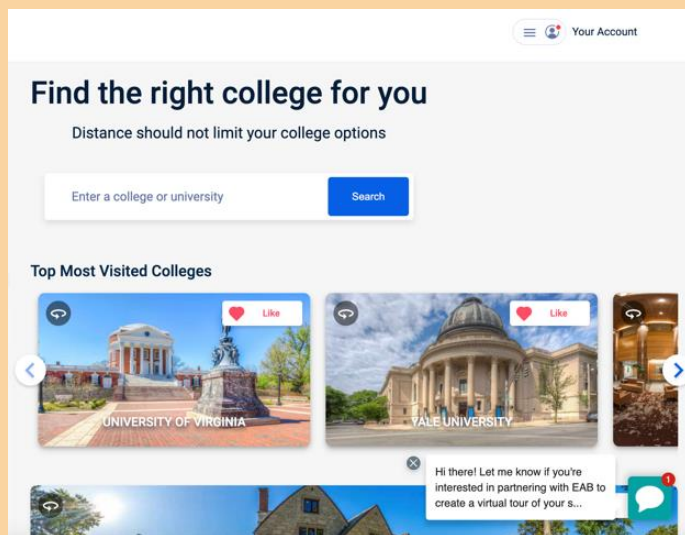 Your Account
Find the right college for you
Distance should not limit your college options
Enter a college or university
Search
Top Most Visited Colleges
Like
Like
UNIVERSITY OF VIRGINIA
YALE UNIVERSITY
Hi there! Let me know if you're
interested in partnering with EAB to
create a virtual tour of your s...
1